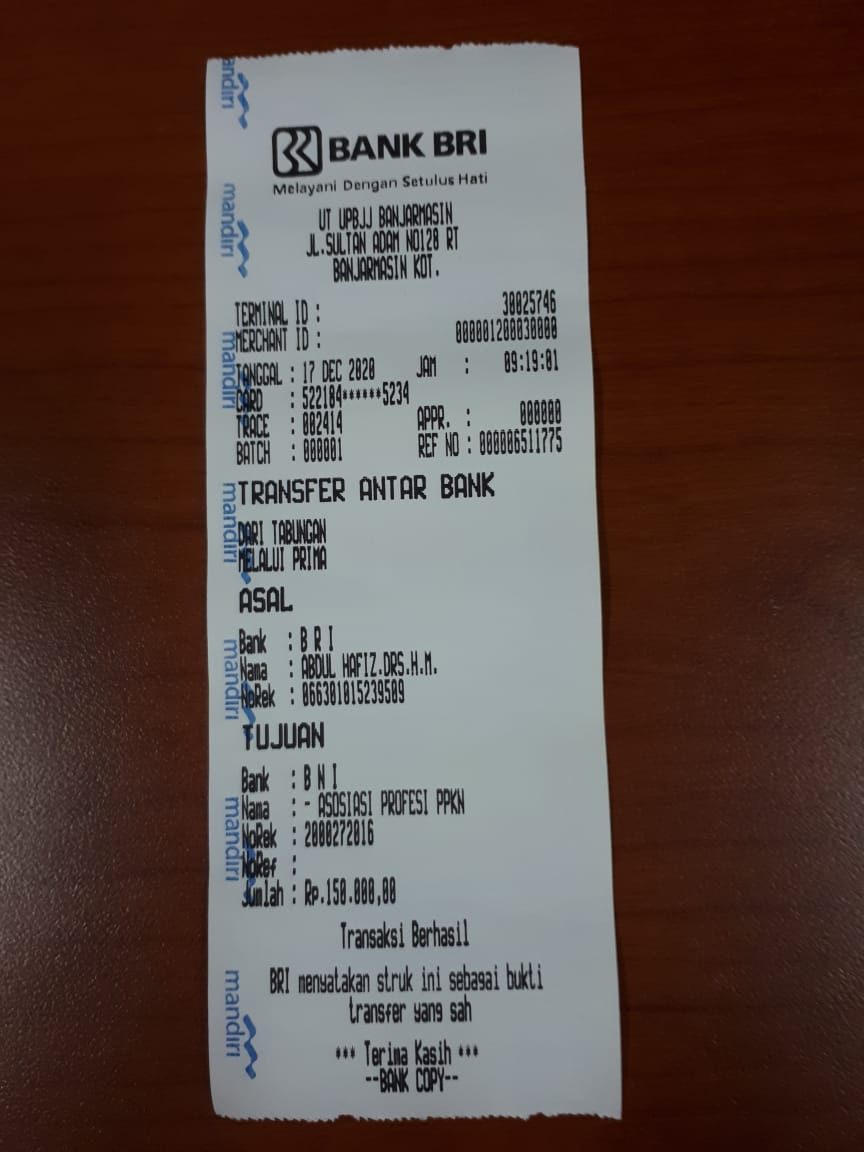 BANK BRI
Melayani Dengan Setulus Hati
UT UPBJJ BANJARMASIN
JL.SULTAN ADAM NO128 RT
BANJARMASIN KOT.
TERMINAL ID : 30025746
MERCHANT ID : 000001200030000
TANGGAL : 17 DEC 2020 JAM : 09:19:01
CARD : 522184******5234
TRACE : 002414 APPR. : 000000
BATCH : 000001 REF NO : 000006511775
TRANSFER ANTAR BANK
DARI TABUNGAN
MELALUI PRIMA
ASAL
Bank : B R I
Nama : ABDUL HAFIZ.DRS.H.M.
NoRek : 066301015239509
TUJUAN
Bank : B N I
Nama : - ASOSIASI PROFESI PPKN
NoRek : 2000272016
NoRef :
Jumlah : Rp.150.000,00
Transaksi Berhasil
BRI menyatakan struk ini sebagai bukti
transfer yang sah
*** Terima Kasih ***
--BANK COPY--
mandiri
mandiri
mandiri
mandiri
mandiri
mandiri
mandiri